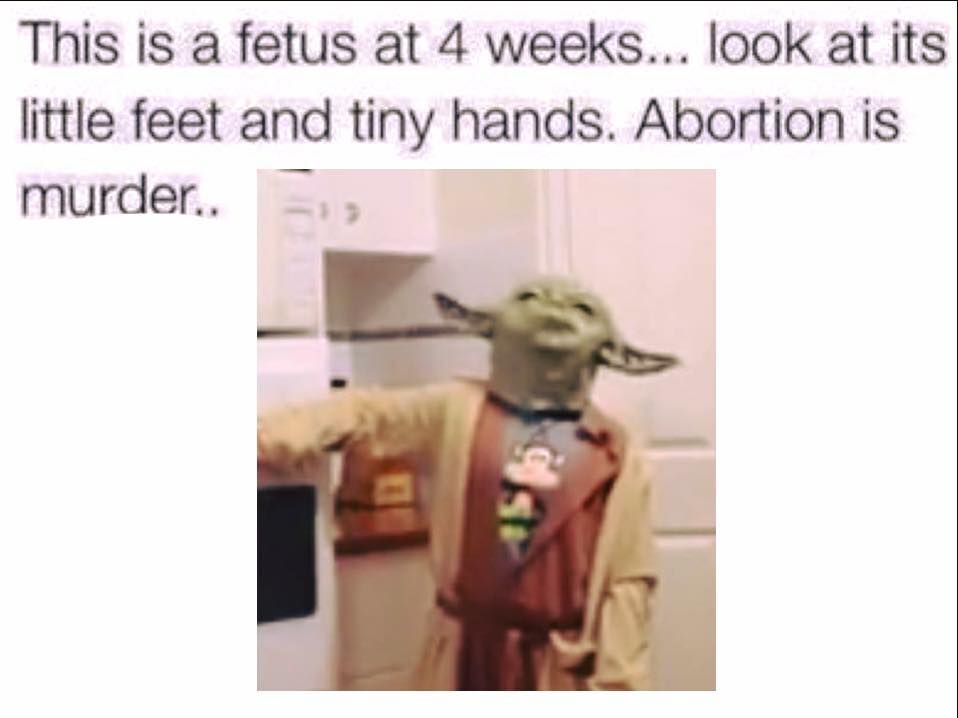 This is a fetus at 4 weeks... look at its
little feet and tiny hands. Abortion is
murder..